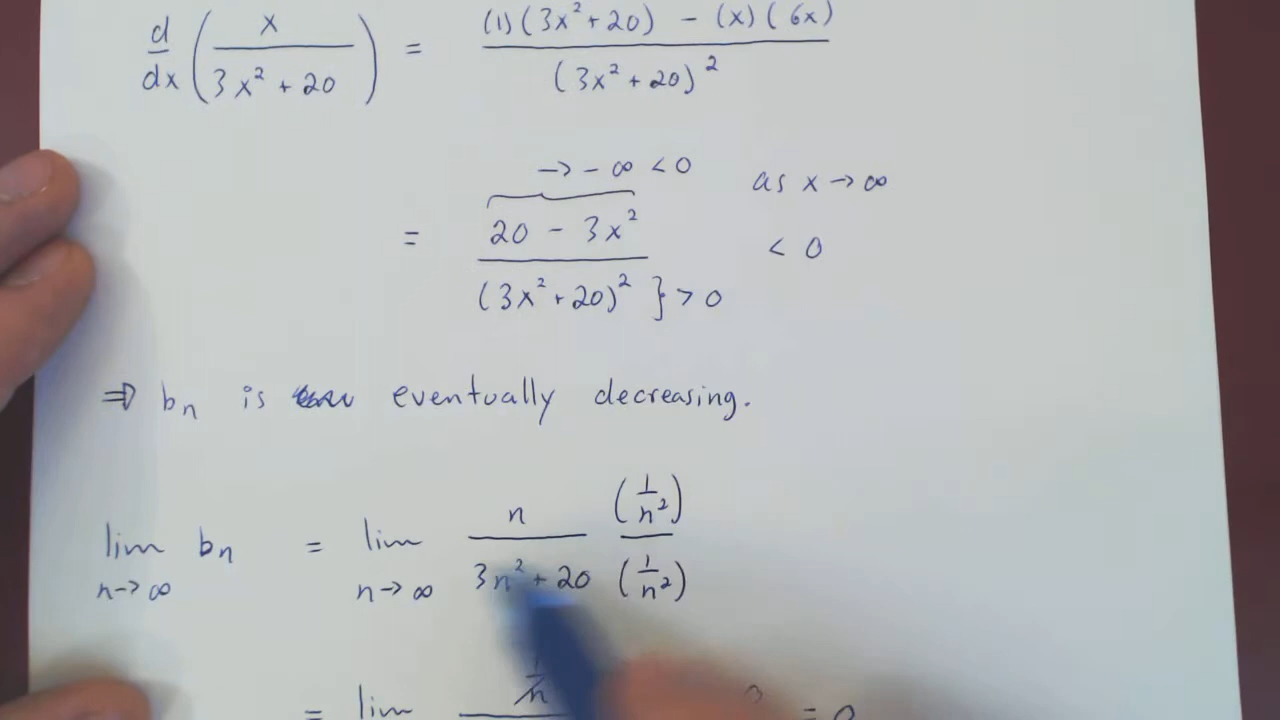 d/dx ( x / (3x² + 20) ) = ((1)(3x² + 20) − (x)(6x)) / (3x² + 20)²
→ − ∞ < 0 as x → ∞
= (20 − 3x²) / (3x² + 20)² } > 0 < 0
⇒ bn is eventually decreasing.
lim n→∞ bn = lim n→∞ n / (3n² + 20) (1/n²) / (1/n²)
= lim 1/n = 0